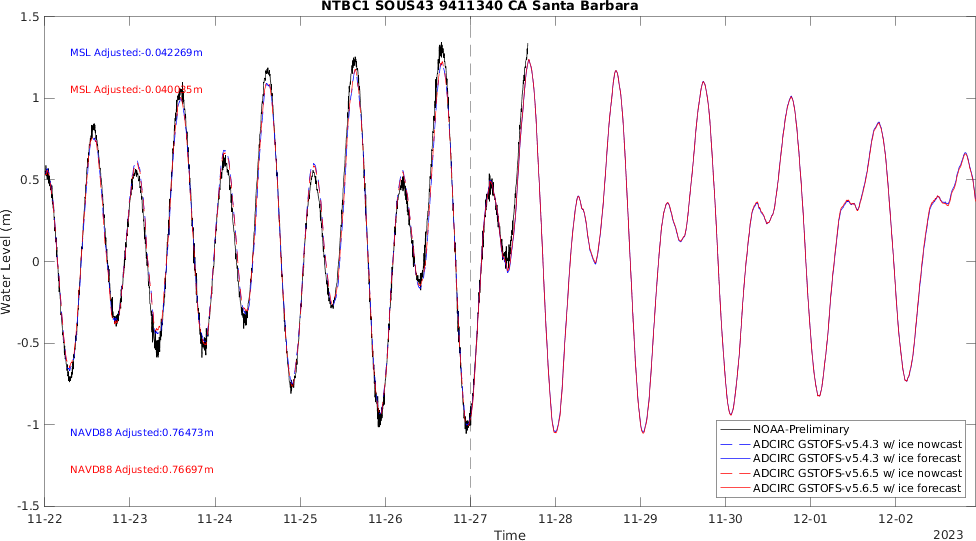 NTBC1 SOUS43 9411340 CA Santa Barbara
1.5
1
0.5
0
-0.5
-1
-1.5
Water Level (m)
MSL Adjusted:-0.042269m
MSL Adjusted:-0.040035m
NAVD88 Adjusted:0.76473m
NAVD88 Adjusted:0.76697m
NOAA-Preliminary
ADCIRC GSTOFS-v5.4.3 w/ ice nowcast
ADCIRC GSTOFS-v5.4.3 w/ ice forecast
ADCIRC GSTOFS-v5.6.5 w/ ice nowcast
ADCIRC GSTOFS-v5.6.5 w/ ice forecast
11-22 11-23 11-24 11-25 11-26 11-27 11-28 11-29 11-30 12-01 12-02
Time
2023